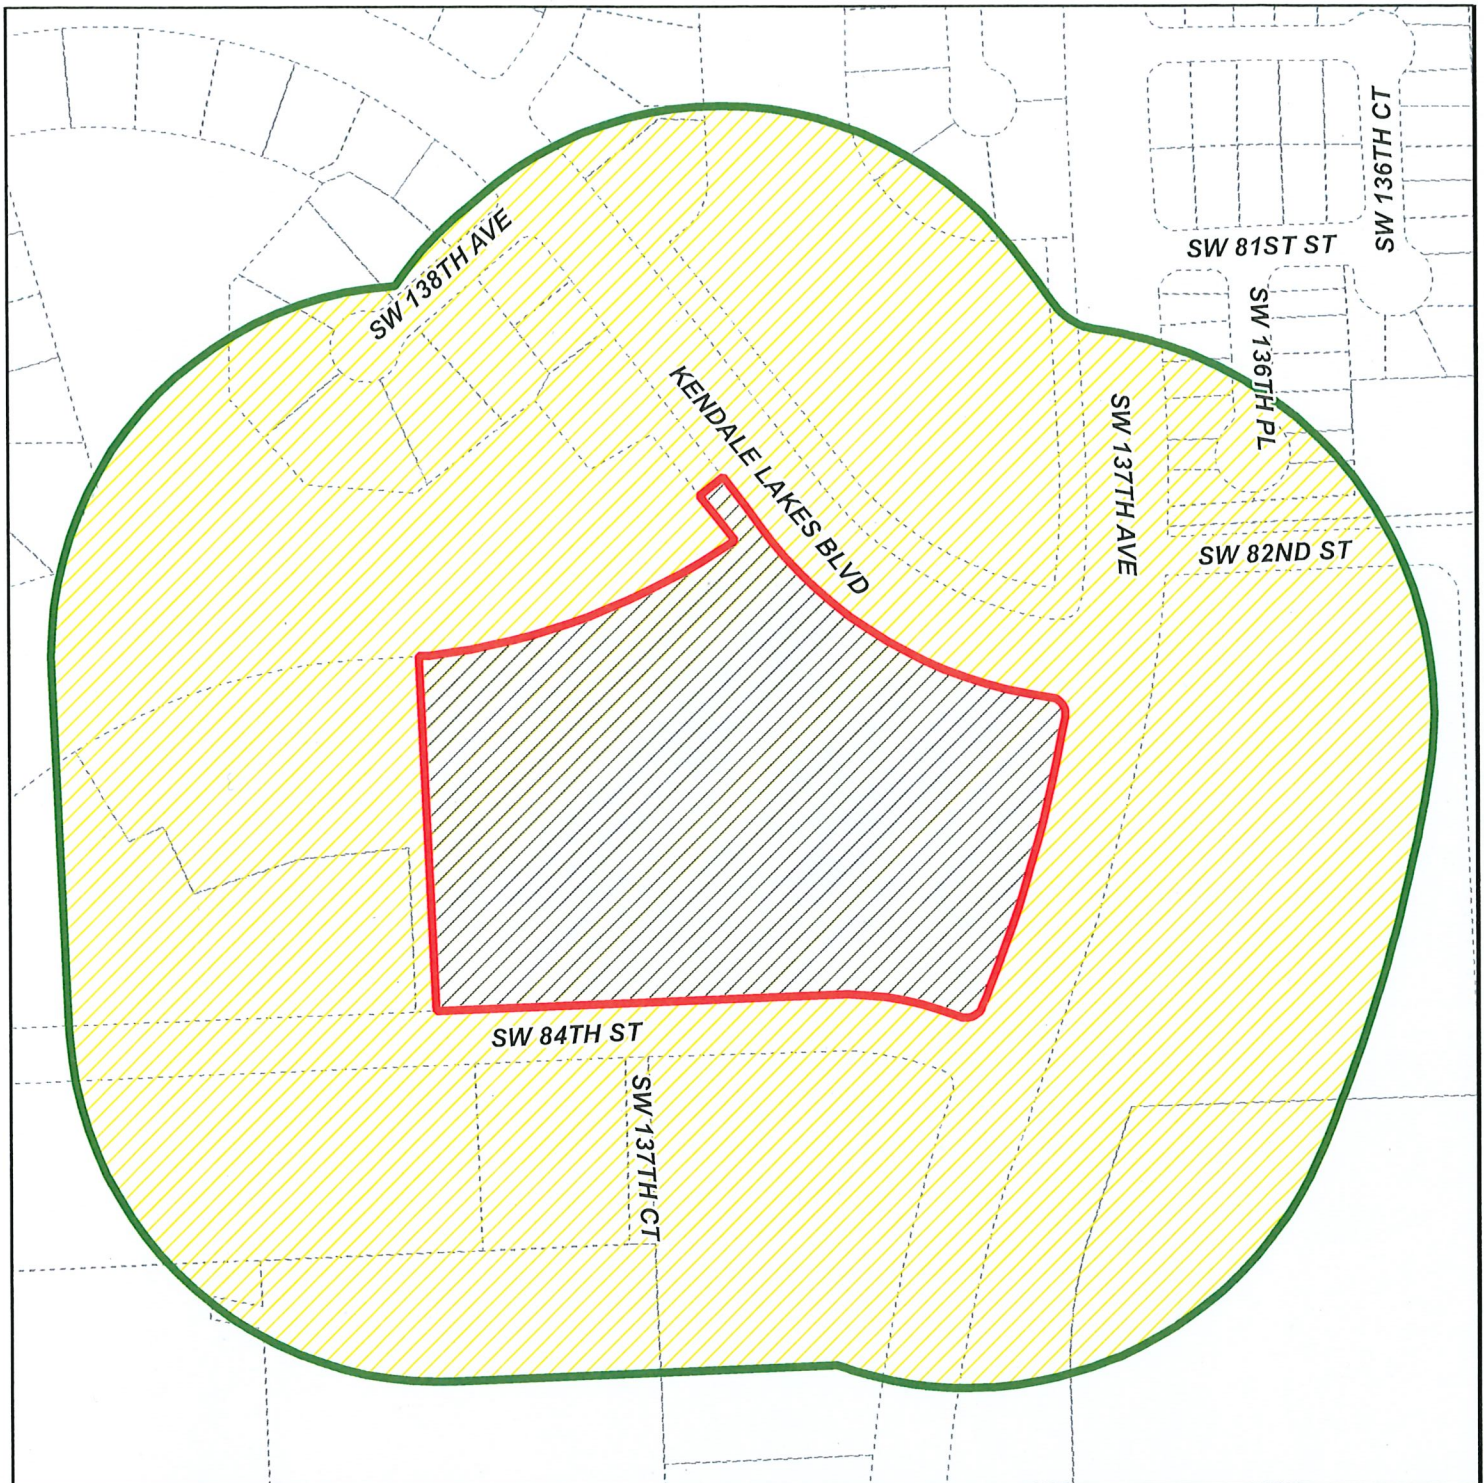 SW 136TH CT
SW 81ST ST
SW 138TH AVE
SW 136TH PL
KENDALE LAKES BLVD
SW 137TH AVE
SW 82ND ST
SW 84TH ST
SW 137TH CT